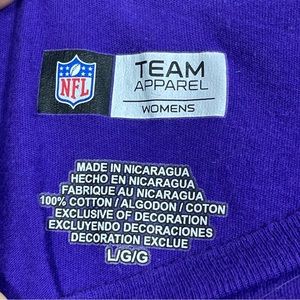 NFL
TEAM
APPAREL
WOMENS
MADE IN NICARAGUA
HECHO EN NICARAGUA
FABRIQUE AU NICARAGUA
100% COTTON / ALGODON / COTON
EXCLUSIVE OF DECORATION
EXCLUYENDO DECORACIONES
DECORATION EXCLUE
L/G/G